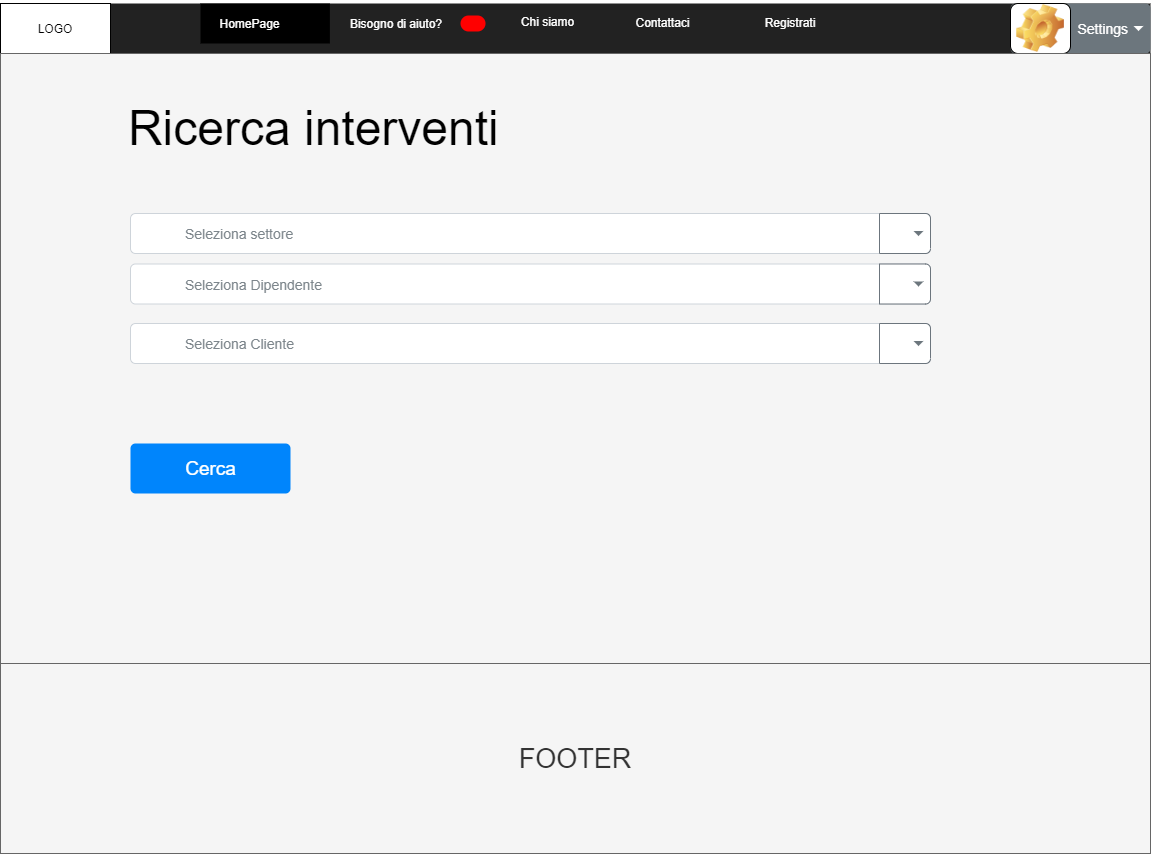 LOGO
HomePage
Bisogno di aiuto?
Chi siamo
Contattaci
Registrati
Settings
Ricerca interventi
Seleziona settore
Seleziona Dipendente
Seleziona Cliente
Cerca
FOOTER